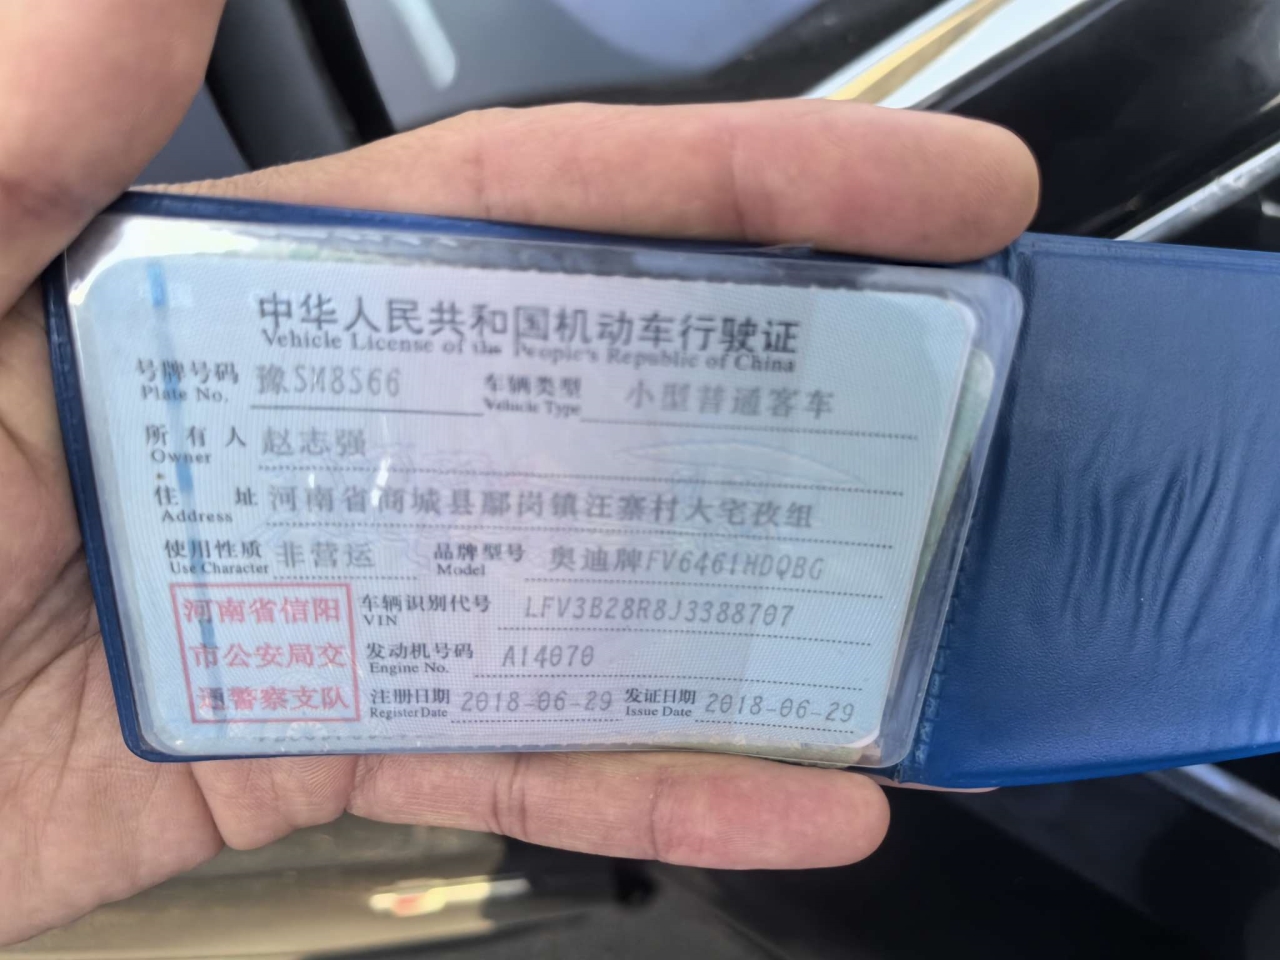 中华人民共和国机动车行驶证
Vehicle License of the People's Republic of China
号牌号码 豫SM8S66 车辆类型 小型普通客车
Plate No. Vehicle Type
所有人 赵志强
Owner
住址 河南省商城县鄢岗镇汪寨村大宅孜组
Address
使用性质 非营运 品牌型号 奥迪牌FV6461HDQBG
Use Character Model
河南省信阳 车辆识别代号 LFV3B28R8J3388707
VIN
市公安局交 发动机号码 A14070
Engine No.
通警察支队 注册日期 2018-06-29 发证日期 2018-06-29
Register Date Issue Date